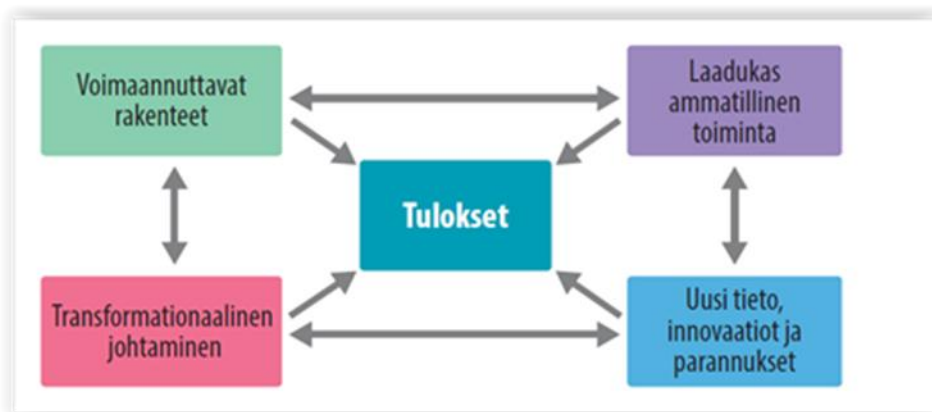 Voimaannuttavat
rakenteet
Laadukas
ammatillinen
toiminta
Tulokset
Transformationaalinen
johtaminen
Uusi tieto,
innovaatiot ja
parannukset